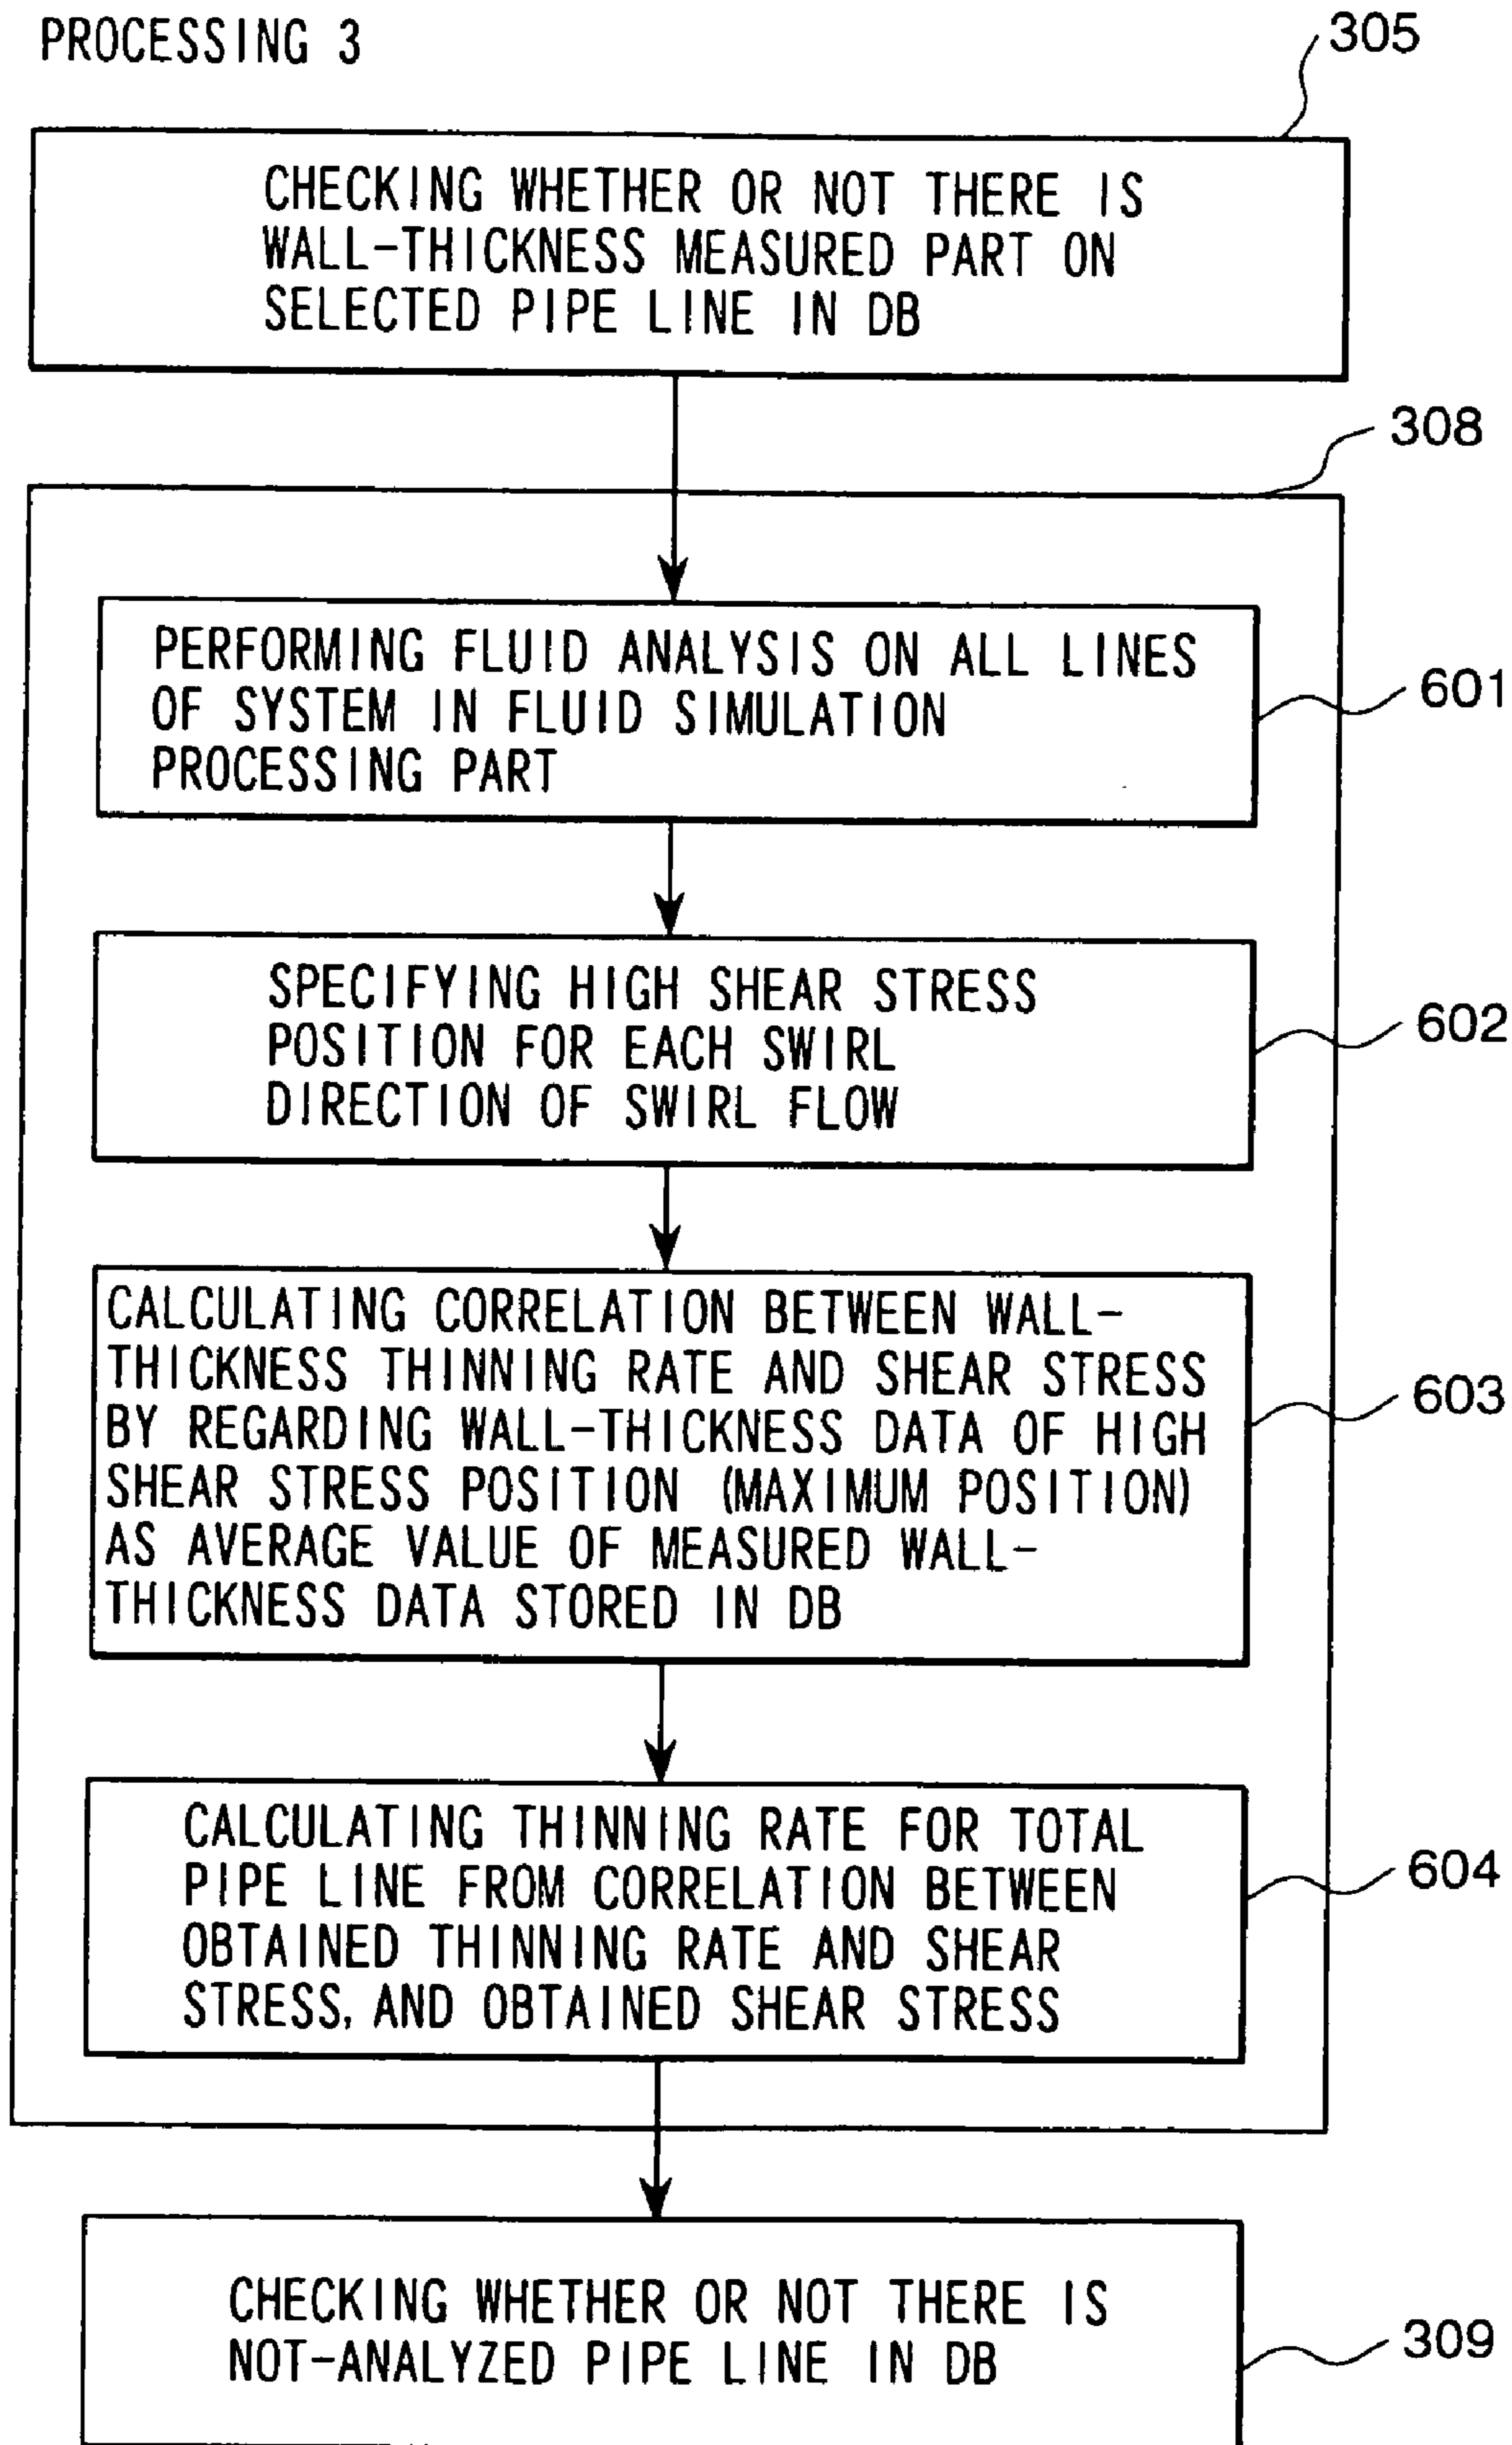 PROCESSING 3
305
CHECKING WHETHER OR NOT THERE IS
WALL-THICKNESS MEASURED PART ON
SELECTED PIPE LINE IN DB
308
PERFORMING FLUID ANALYSIS ON ALL LINES
OF SYSTEM IN FLUID SIMULATION
PROCESSING PART
601
SPECIFYING HIGH SHEAR STRESS
POSITION FOR EACH SWIRL
DIRECTION OF SWIRL FLOW
602
CALCULATING CORRELATION BETWEEN WALL-
THICKNESS THINNING RATE AND SHEAR STRESS
BY REGARDING WALL-THICKNESS DATA OF HIGH
SHEAR STRESS POSITION (MAXIMUM POSITION)
AS AVERAGE VALUE OF MEASURED WALL-
THICKNESS DATA STORED IN DB
603
CALCULATING THINNING RATE FOR TOTAL
PIPE LINE FROM CORRELATION BETWEEN
OBTAINED THINNING RATE AND SHEAR
STRESS, AND OBTAINED SHEAR STRESS
604
CHECKING WHETHER OR NOT THERE IS
NOT-ANALYZED PIPE LINE IN DB
309